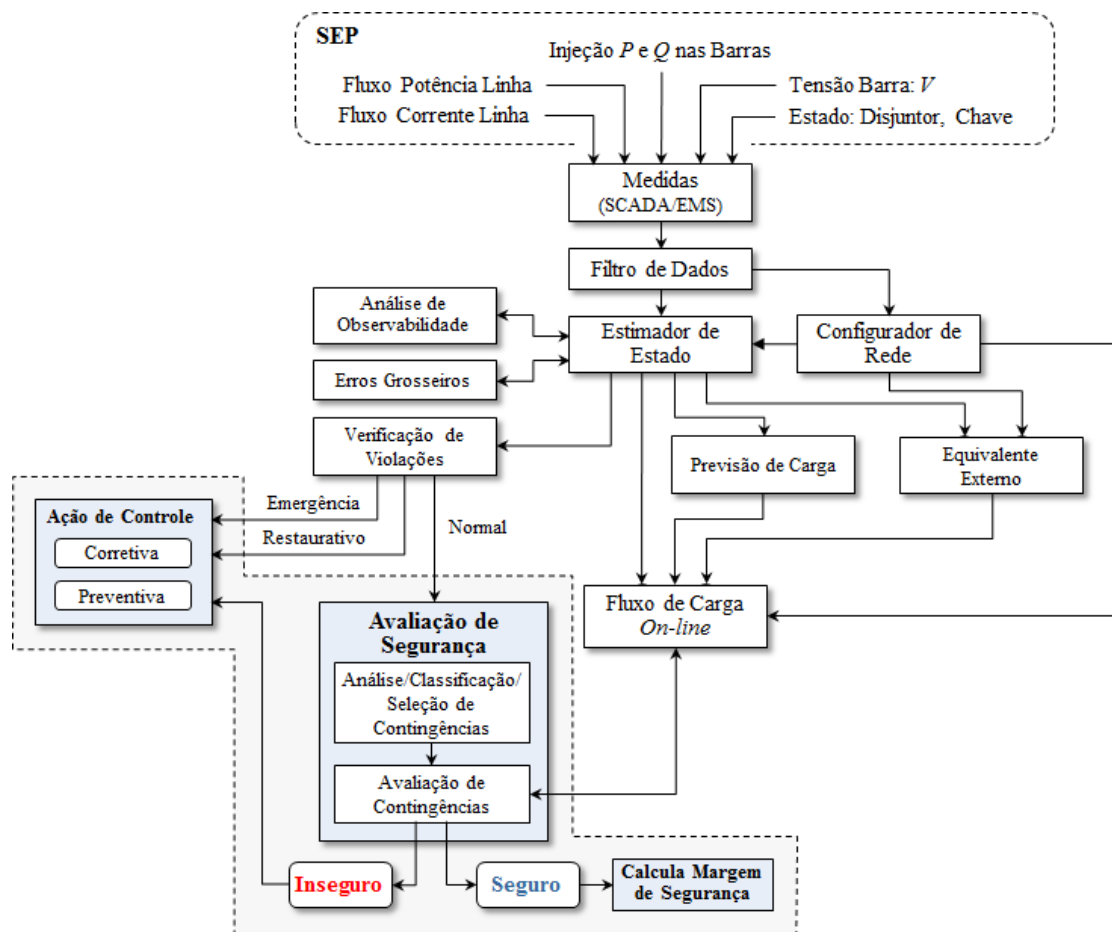 SEP
Injeção P e Q nas Barras
Fluxo Potência Linha
Tensão Barra: V
Fluxo Corrente Linha
Estado: Disjuntor, Chave
Medidas
(SCADA/EMS)
Filtro de Dados
Análise de
Observabilidade
Estimador de
Estado
Configurador de
Rede
Erros Grosseiros
Verificação de
Violações
Previsão de Carga
Equivalente
Externo
Emergência
Restaurativo
Normal
Ação de Controle
Corretiva
Preventiva
Fluxo de Carga
On-line
Avaliação de
Segurança
Análise/Classificação/
Seleção de
Contingências
Avaliação de
Contingências
Inseguro
Seguro
Calcula Margem
de Segurança